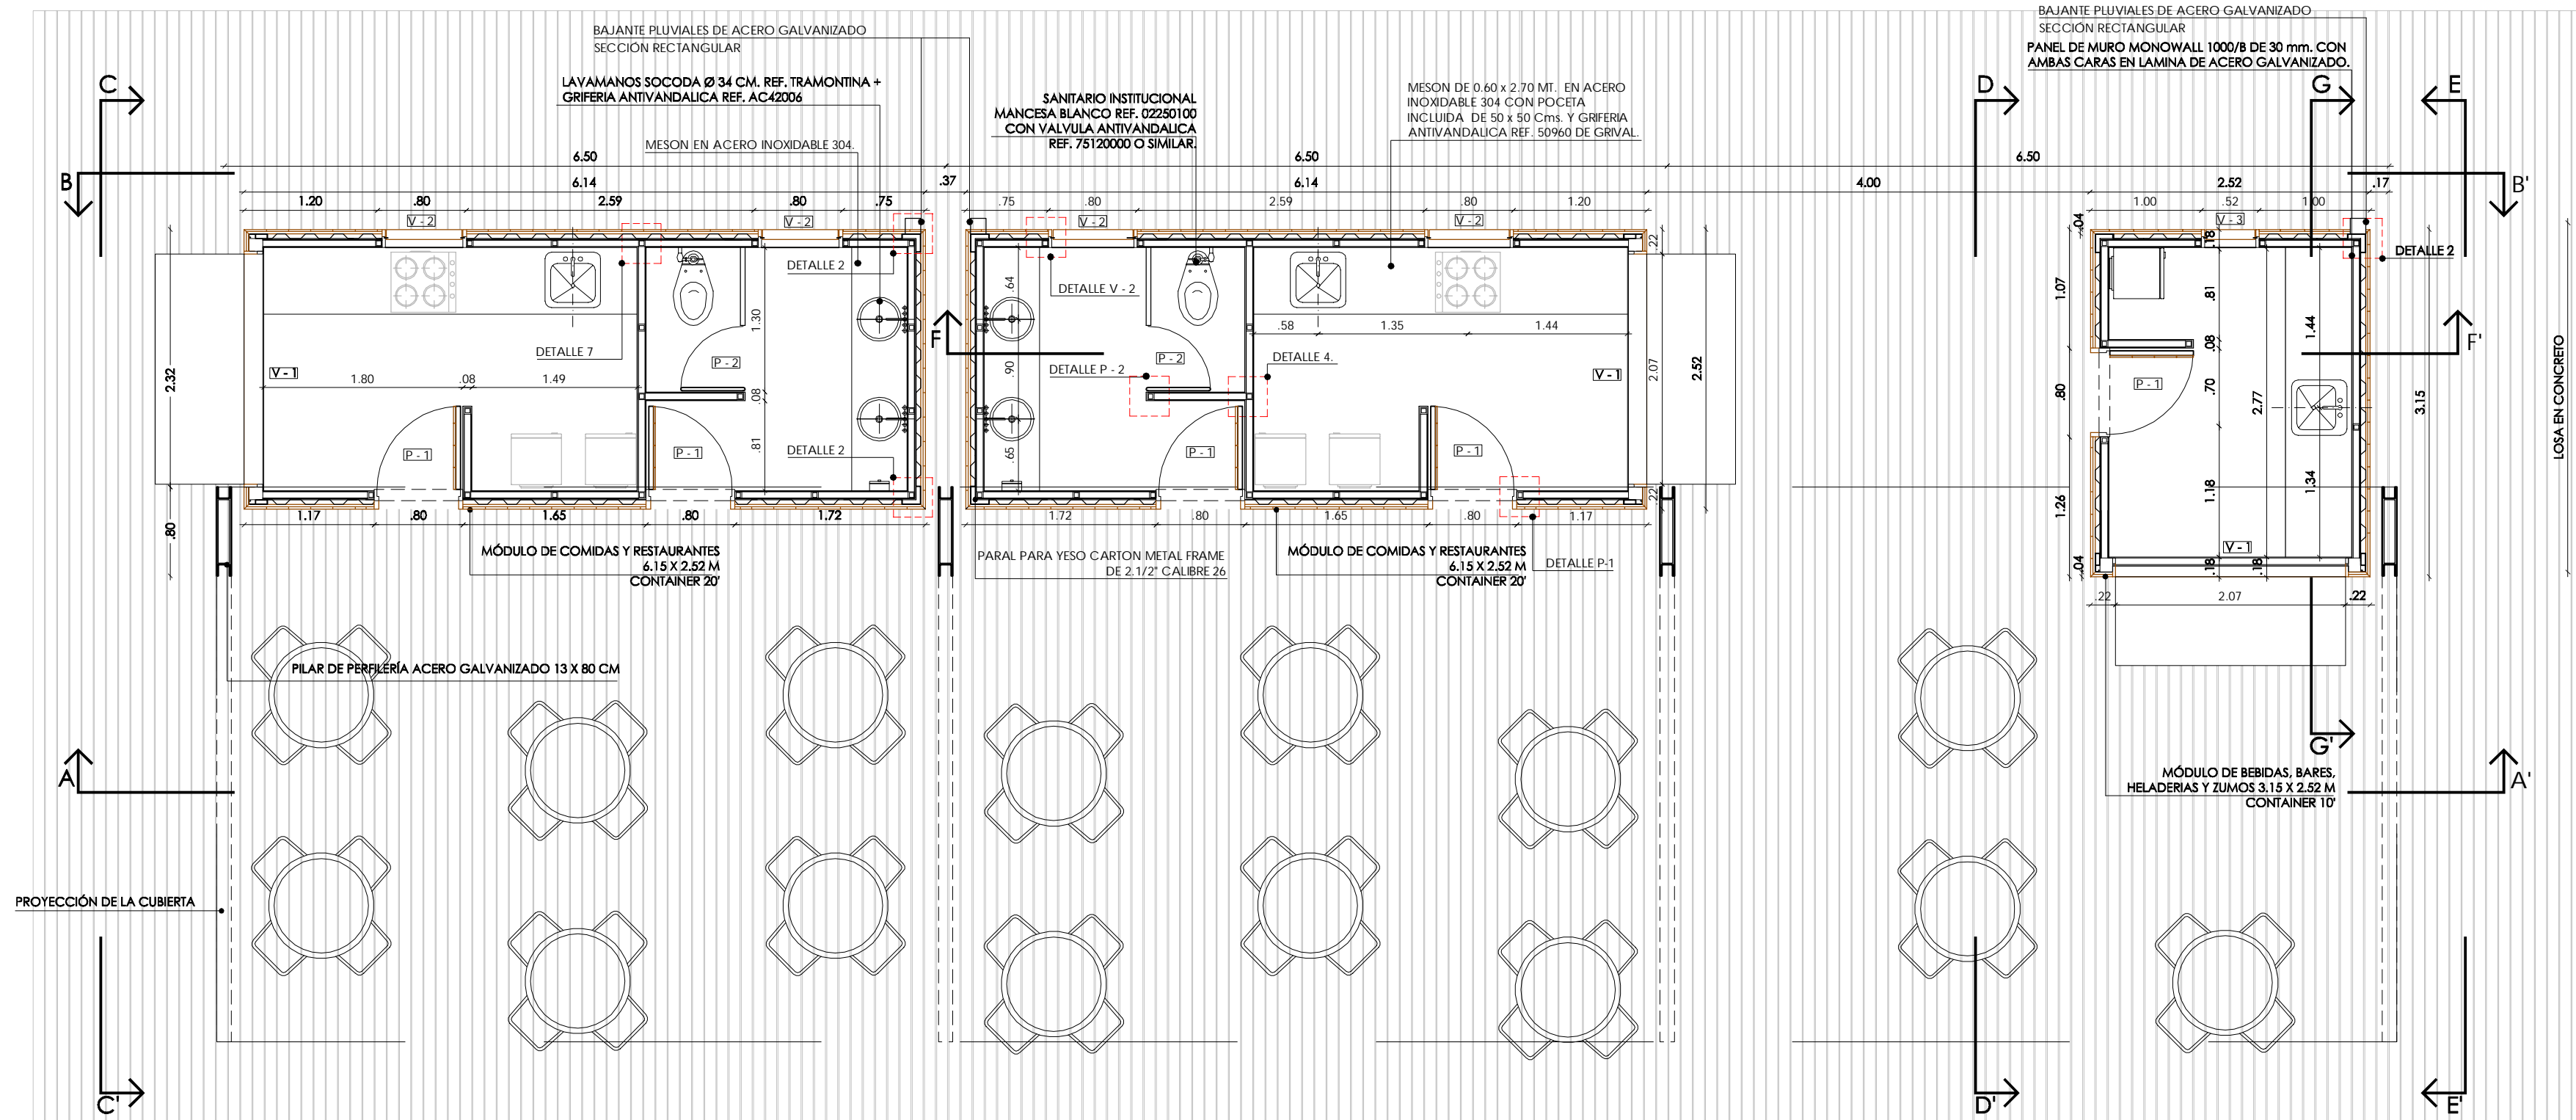 BAJANTE PLUVIALES DE ACERO GALVANIZADO
SECCIÓN RECTANGULAR
BAJANTE PLUVIALES DE ACERO GALVANIZADO
SECCIÓN RECTANGULAR
PANEL DE MURO MONOWALL 1000/B DE 30 mm. CON
AMBAS CARAS EN LAMINA DE ACERO GALVANIZADO.
LAVAMANOS SOCODA Ø 34 CM. REF. TRAMONTINA +
GRIFERIA ANTIVANDALICA REF. AC42006
SANITARIO INSTITUCIONAL
MANCESA BLANCO REF. 02250100
CON VALVULA ANTIVANDALICA
REF. 75120000 O SIMILAR.
MESON DE 0.60 x 2.70 MT. EN ACERO
INOXIDABLE 304 CON POCETA
INCLUIDA DE 50 x 50 Cms. Y GRIFERIA
ANTIVANDALICA REF. 50960 DE GRIVAL.
MESON EN ACERO INOXIDABLE 304.
C
D
G
E
B
B'
6.50
6.50
6.50
6.14
.37
6.14
4.00
2.52
.17
1.20
.80
2.59
.80
.75
.75
.80
2.59
.80
1.20
1.00
.52
1.00
V - 2
V - 2
V - 2
V - 2
V - 3
.04
.22
.18
DETALLE 2
DETALLE V - 2
DETALLE 2
.64
1.30
1.07
.81
1.44
F
F'
.58
1.35
1.44
DETALLE 7
P - 2
P - 2
DETALLE 4.
DETALLE P - 2
.08
V - 1
1.80
.08
1.49
.08
.90
V - 1
2.07
2.52
2.32
P - 1
.80
.70
2.77
3.15
LOSA EN CONCRETO
P - 1
P - 1
P - 1
P - 1
DETALLE 2
.81
.65
1.18
1.34
1.26
.22
.80
1.17
.80
1.65
.80
1.72
1.72
.80
1.65
.80
1.17
V - 1
MÓDULO DE COMIDAS Y RESTAURANTES
6.15 X 2.52 M
CONTAINER 20'
PARAL PARA YESO CARTON METAL FRAME
DE 2.1/2" CALIBRE 26
MÓDULO DE COMIDAS Y RESTAURANTES
6.15 X 2.52 M
CONTAINER 20'
DETALLE P-1
.04
.18
.18
.22
2.07
.22
PILAR DE PERFILERÍA ACERO GALVANIZADO 13 X 80 CM
G'
A
A'
MÓDULO DE BEBIDAS, BARES,
HELADERIAS Y ZUMOS 3.15 X 2.52 M
CONTAINER 10'
PROYECCIÓN DE LA CUBIERTA
C'
D'
E'